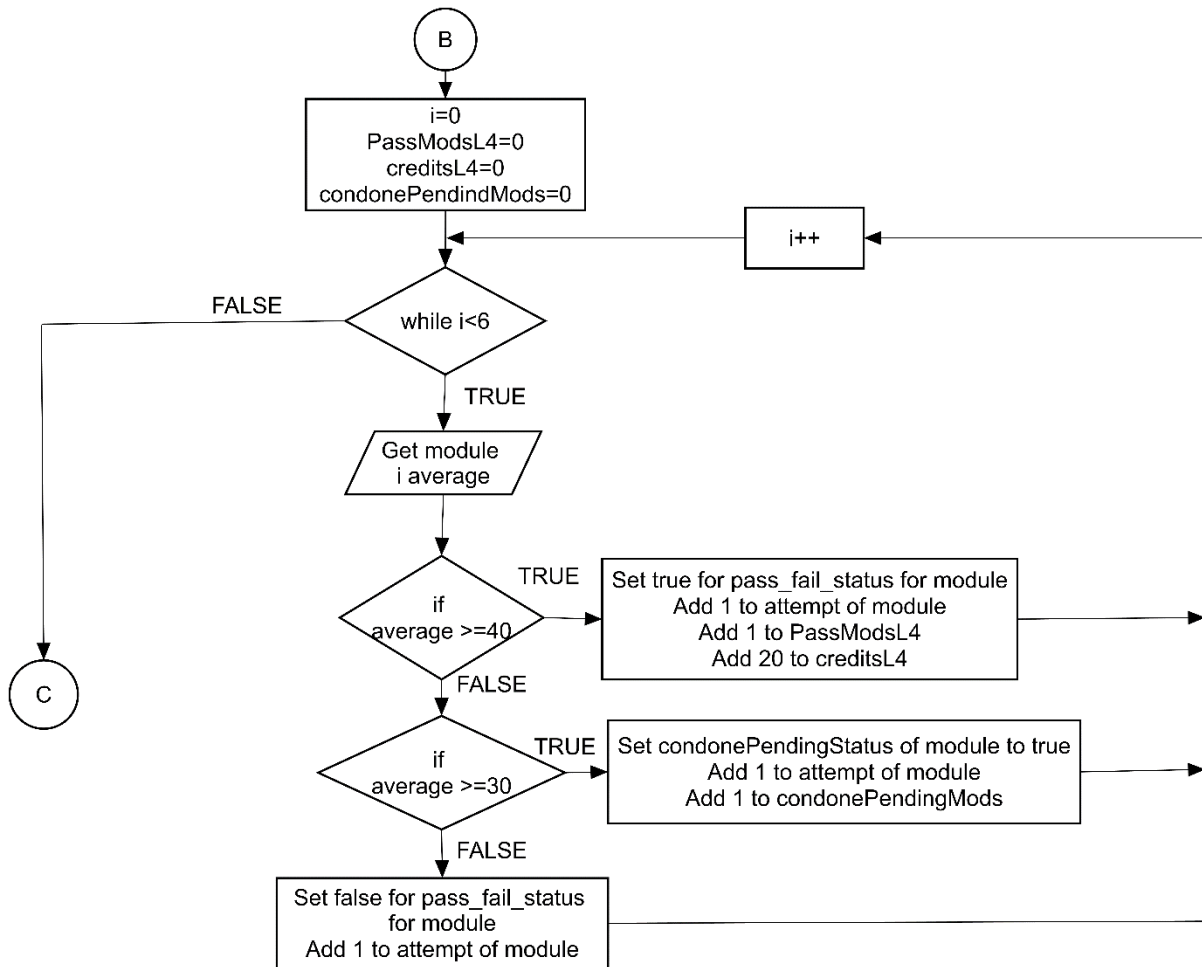 B
i=0
PassModsL4=0
creditsL4=0
condonePendindMods=0
i++
FALSE
while i<6
TRUE
Get module
i average
if
average >=40
TRUE
Set true for pass_fail_status for module
Add 1 to attempt of module
Add 1 to PassModsL4
Add 20 to creditsL4
C
FALSE
if
average >=30
TRUE
Set condonePendingStatus of module to true
Add 1 to attempt of module
Add 1 to condonePendingMods
FALSE
Set false for pass_fail_status
for module
Add 1 to attempt of module